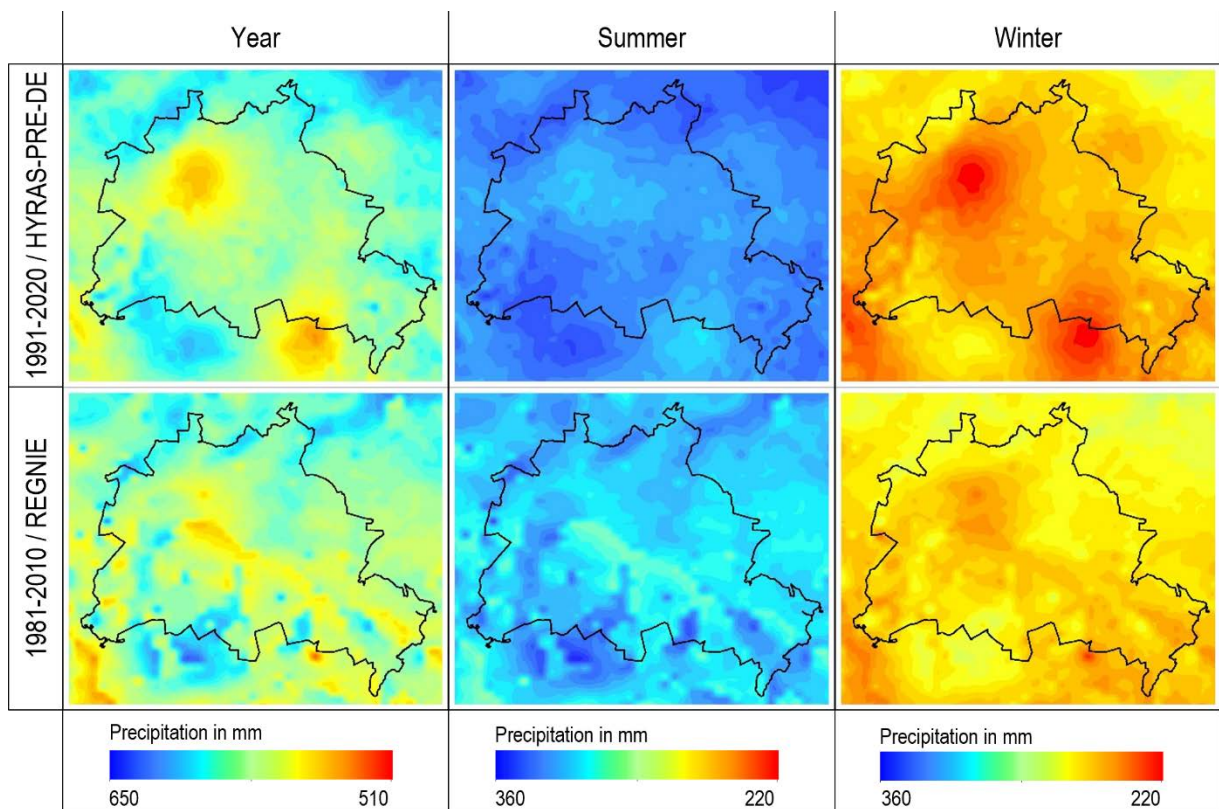 Year
Summer
Winter
1991-2020 / HYRAS-PRE-DE
1981-2010 / REGNIE
Precipitation in mm
650 510
Precipitation in mm
360 220
Precipitation in mm
360 220